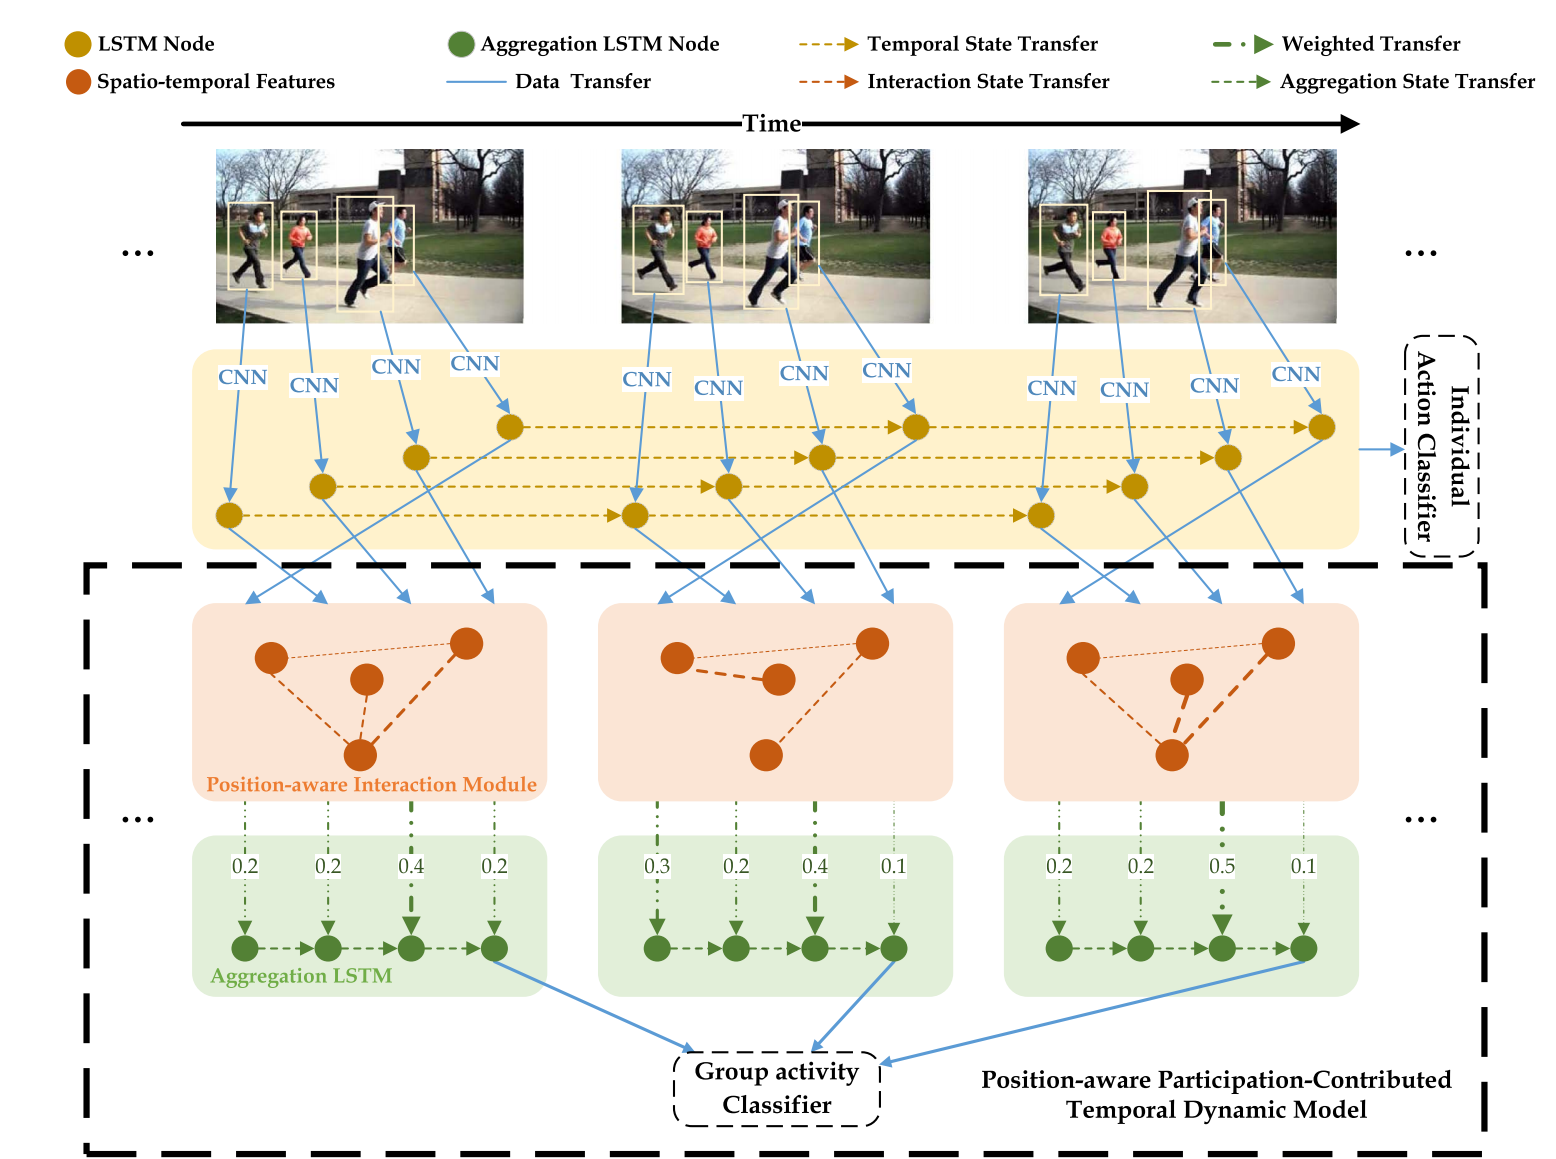 LSTM Node
Aggregation LSTM Node
Temporal State Transfer
Weighted Transfer
Spatio-temporal Features
Data Transfer
Interaction State Transfer
Aggregation State Transfer
Time
...
...
CNN CNN CNN CNN
CNN CNN CNN CNN
CNN CNN CNN CNN
Individual
Action Classifier
Position-aware Interaction Module
...
...
0.2 0.2 0.4 0.2
0.3 0.2 0.4 0.1
0.2 0.2 0.5 0.1
Aggregation LSTM
Group activity
Classifier
Position-aware Participation-Contributed
Temporal Dynamic Model